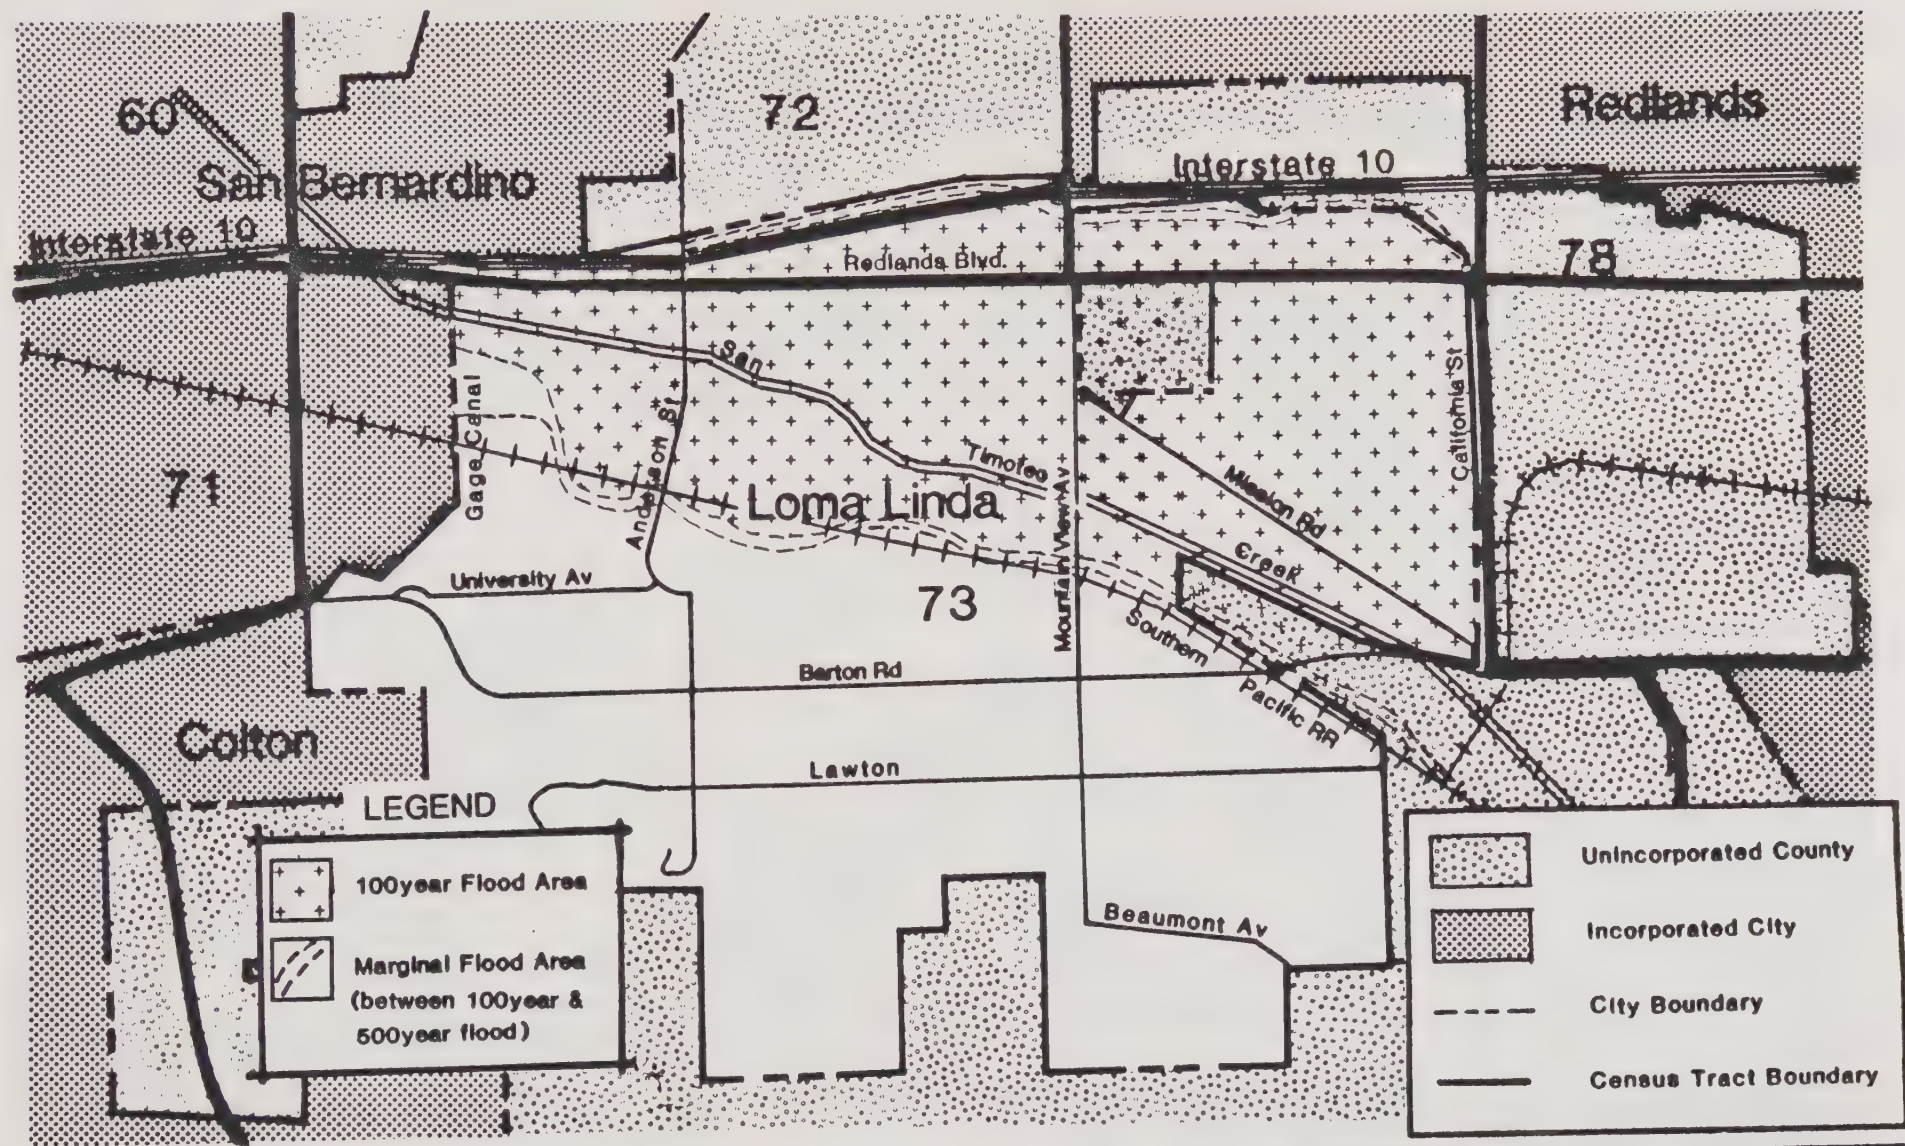 60
72
Redlands
San Bernardino
Interstate 10
Interstate 10
78
Redlands Blvd.
San
Timoteo
Creek
Gage Canal
Anderson St
California St
Mission Rd
Mountain View Av
71
Loma Linda
73
University Av
Southern
Pacific RR
Barton Rd
Colton
Lawton
Beaumont Av
LEGEND
100year Flood Area
Marginal Flood Area
(between 100year &
500year flood)
Unincorporated County
Incorporated City
City Boundary
Census Tract Boundary